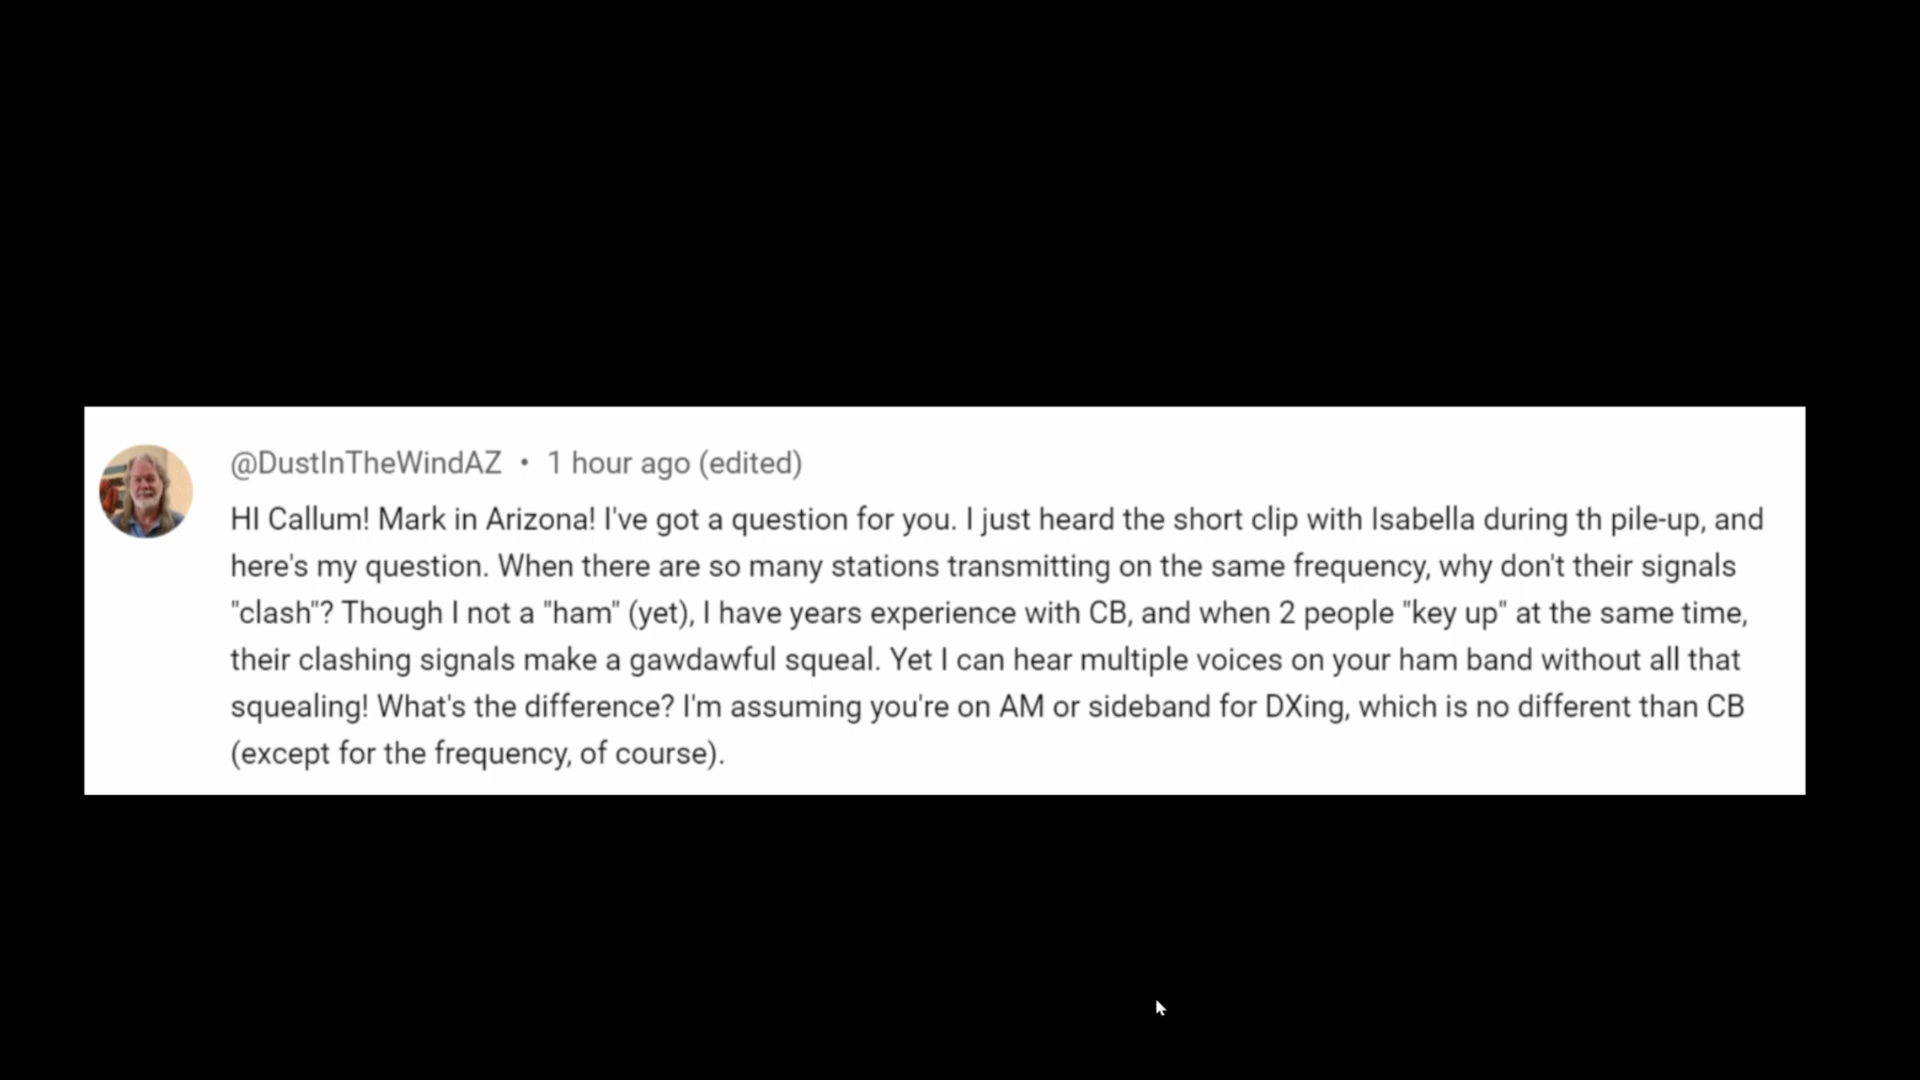 @DustInTheWindAZ • 1 hour ago (edited)
HI Callum! Mark in Arizona! I've got a question for you. I just heard the short clip with Isabella during th pile-up, and
here's my question. When there are so many stations transmitting on the same frequency, why don't their signals
"clash"? Though I not a "ham" (yet), I have years experience with CB, and when 2 people "key up" at the same time,
their clashing signals make a gawdawful squeal. Yet I can hear multiple voices on your ham band without all that
squealing! What's the difference? I'm assuming you're on AM or sideband for DXing, which is no different than CB
(except for the frequency, of course).